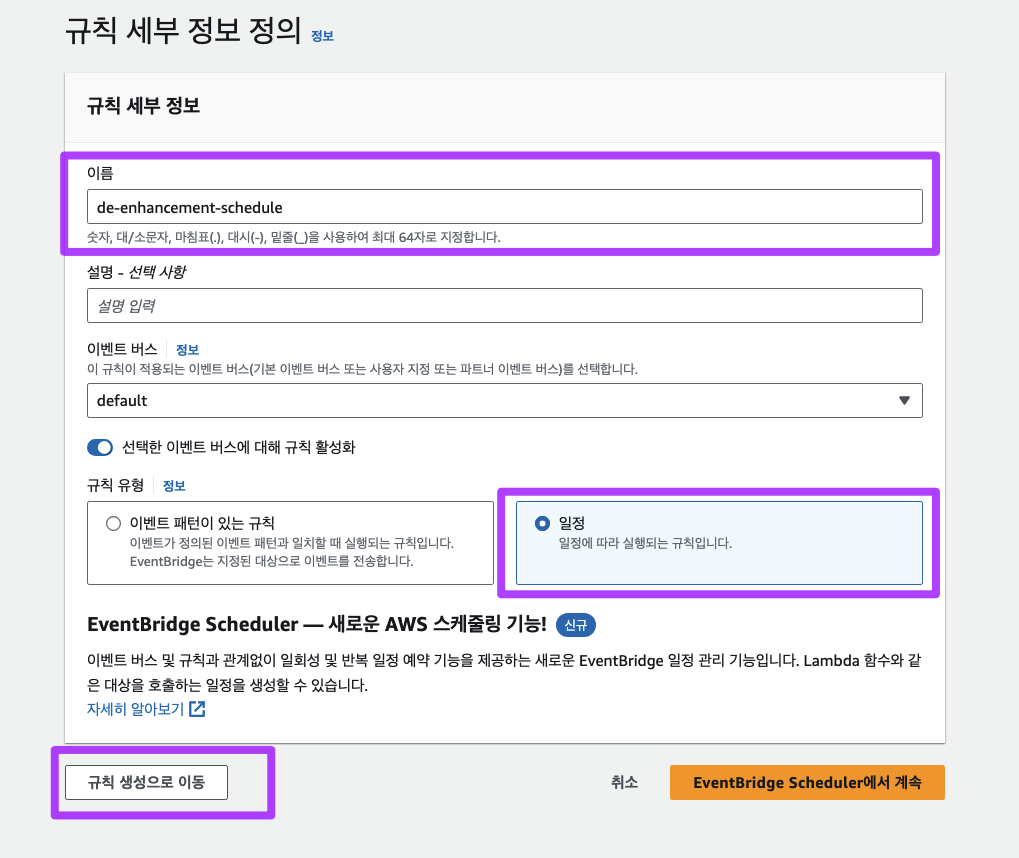 규칙 세부 정보 정의 정보
규칙 세부 정보
이름
de-enhancement-schedule
숫자, 대/소문자, 마침표(.), 대시(-), 밑줄(_)을 사용하여 최대 64자로 지정합니다.
설명 - 선택 사항
설명 입력
이벤트 버스 정보
이 규칙이 적용되는 이벤트 버스(기본 이벤트 버스 또는 사용자 지정 또는 파트너 이벤트 버스)를 선택합니다.
default
선택한 이벤트 버스에 대해 규칙 활성화
규칙 유형 정보
이벤트 패턴이 있는 규칙
이벤트가 정의된 이벤트 패턴과 일치할 때 실행되는 규칙입니다.
EventBridge는 지정된 대상으로 이벤트를 전송합니다.
일정
일정에 따라 실행되는 규칙입니다.
EventBridge Scheduler — 새로운 AWS 스케줄링 기능! 신규
이벤트 버스 및 규칙과 관계없이 일회성 및 반복 일정 예약 기능을 제공하는 새로운 EventBridge 일정 관리 기능입니다. Lambda 함수와 같
은 대상을 호출하는 일정을 생성할 수 있습니다.
자세히 알아보기
규칙 생성으로 이동
취소
EventBridge Scheduler에서 계속